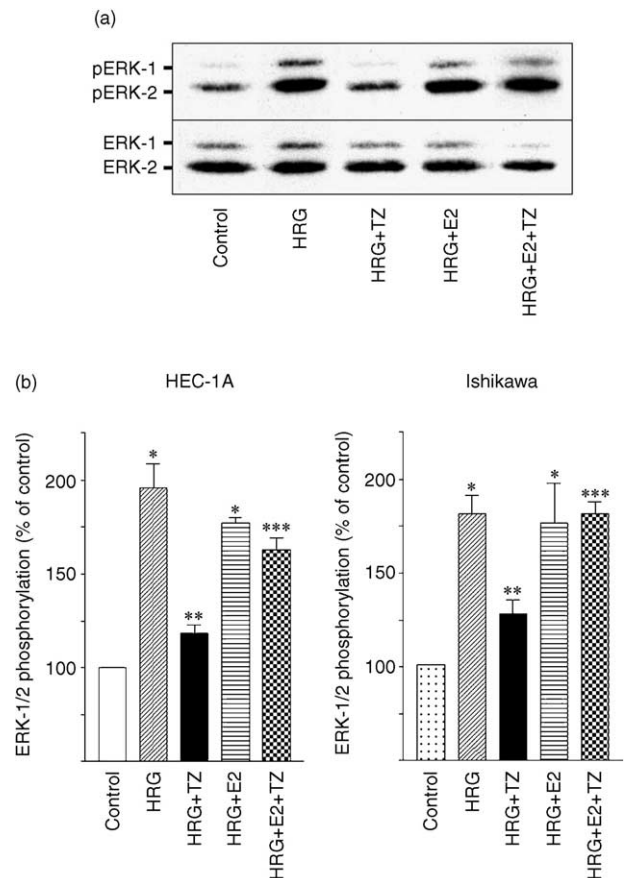 (a)
pERK-1
pERK-2
ERK-1
ERK-2
Control
HRG
HRG+TZ
HRG+E2
HRG+E2+TZ
(b)
HEC-1A
ERK-1/2 phosphorylation (% of control)
200
150
100
*
**
*
***
Control
HRG
HRG+TZ
HRG+E2
HRG+E2+TZ
Ishikawa
ERK-1/2 phosphorylation (% of control)
200
150
100
*
**
*
***
Control
HRG
HRG+TZ
HRG+E2
HRG+E2+TZ